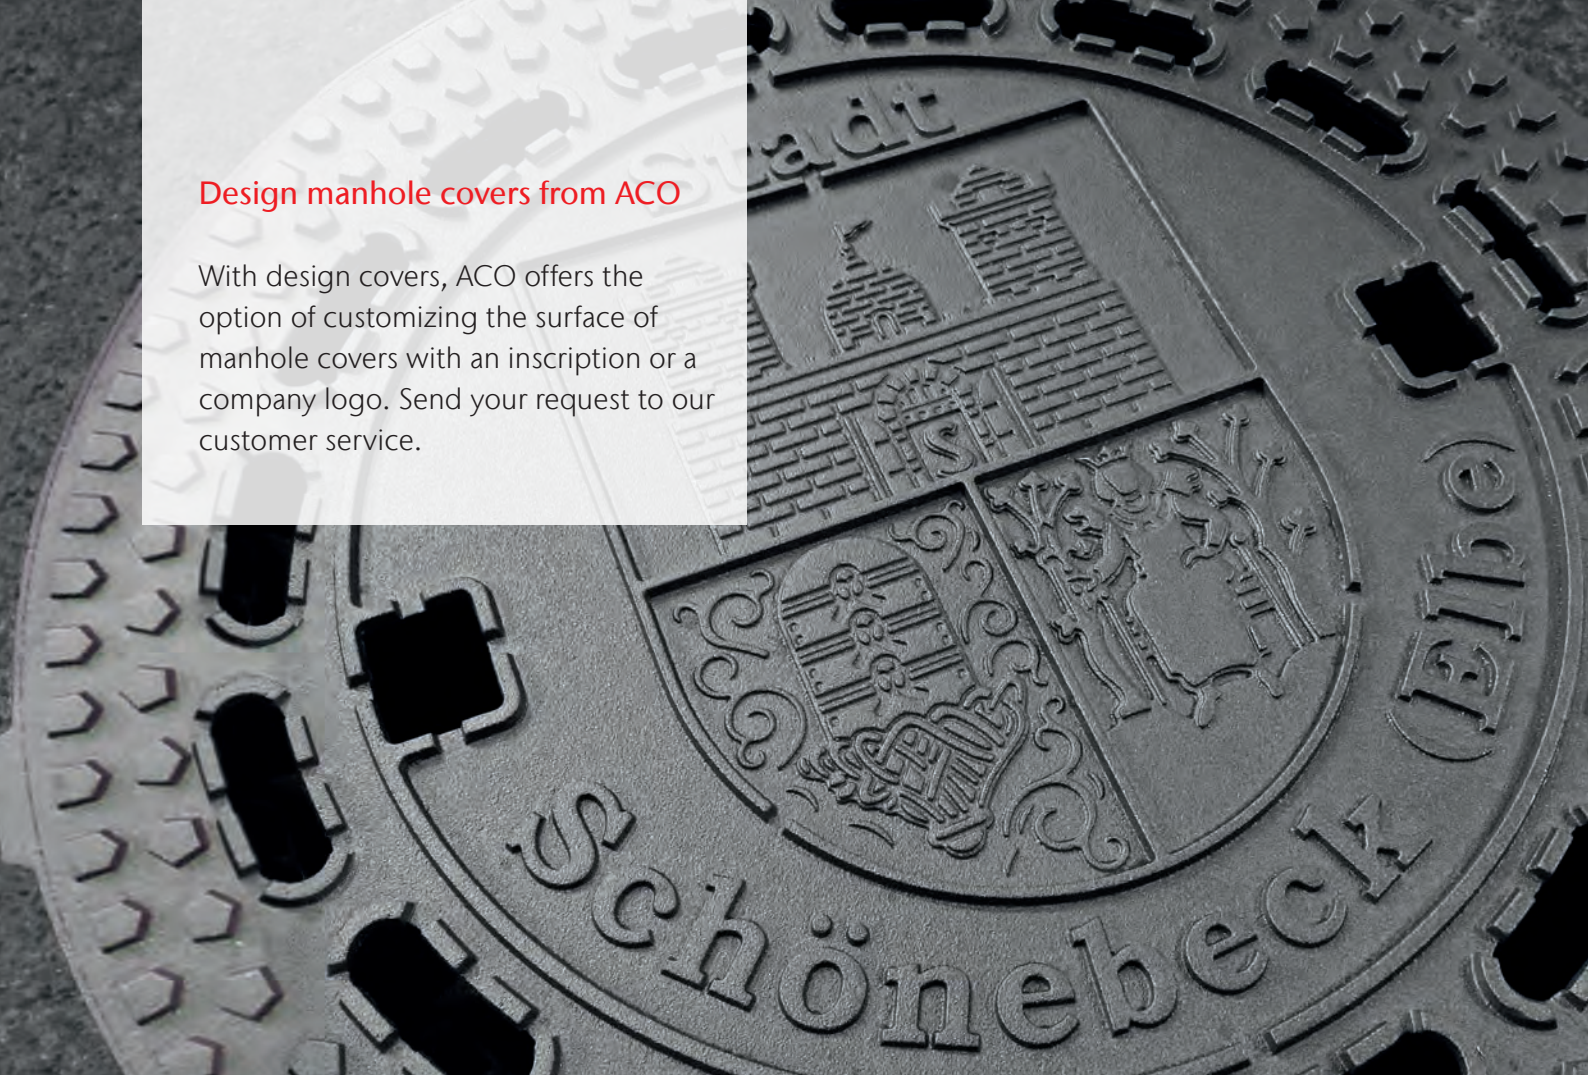 Design manhole covers from ACO
With design covers, ACO offers the
option of customizing the surface of
manhole covers with an inscription or a
company logo. Send your request to our
customer service.
Stadt
S
Schönebeck (Elbe)